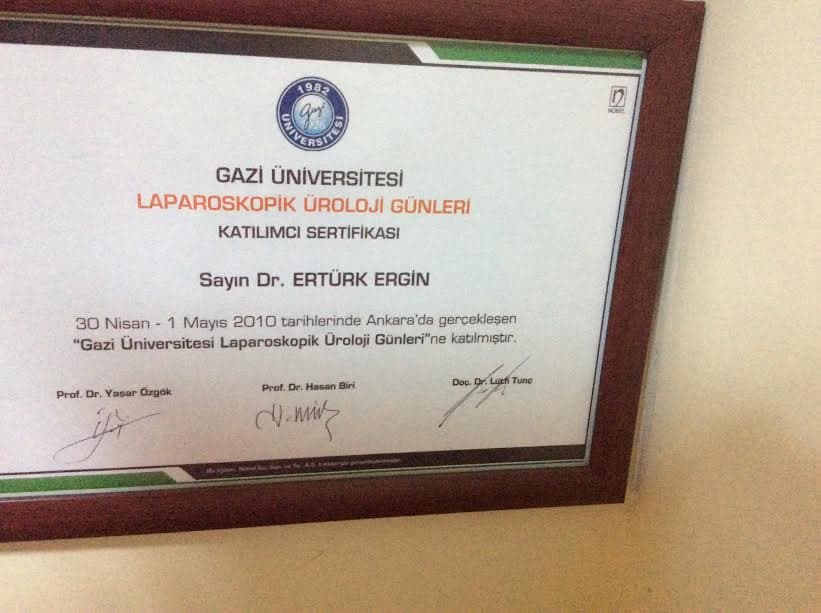 1982
gazi
ÜNİVERSİTESİ
NOBEL
GAZİ ÜNİVERSİTESİ
LAPAROSKOPİK ÜROLOJİ GÜNLERİ
KATILIMCI SERTİFİKASI
Sayın Dr. ERTÜRK ERGİN
30 Nisan - 1 Mayıs 2010 tarihlerinde Ankara'da gerçekleşen
"Gazi Üniversitesi Laparoskopik Üroloji Günleri"ne katılmıştır.
Prof. Dr. Yaşar Özgök
Prof. Dr. Hasan Biri
Doç. Dr. Lütfi Tunç